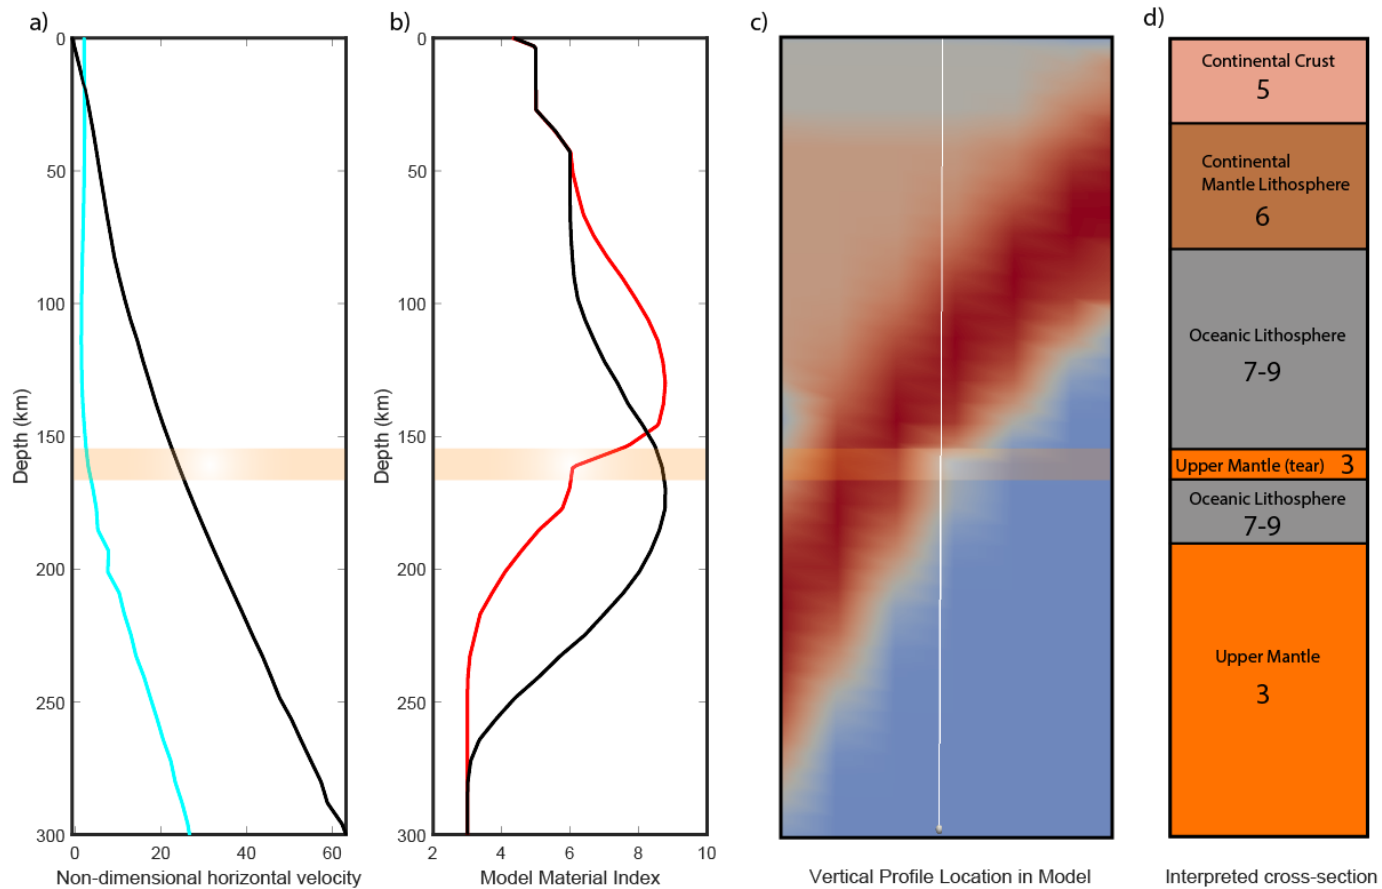 a)
b)
c)
d)
0
50
100
150
200
250
300
Depth (km)
0
20
40
60
Non-dimensional horizontal velocity
0
50
100
150
200
250
300
Depth (km)
2
4
6
8
10
Model Material Index
Vertical Profile Location in Model
Continental Crust
5
Continental
Mantle Lithosphere
6
Oceanic Lithosphere
7-9
Upper Mantle (tear) 3
Oceanic Lithosphere
7-9
Upper Mantle
3
Interpreted cross-section